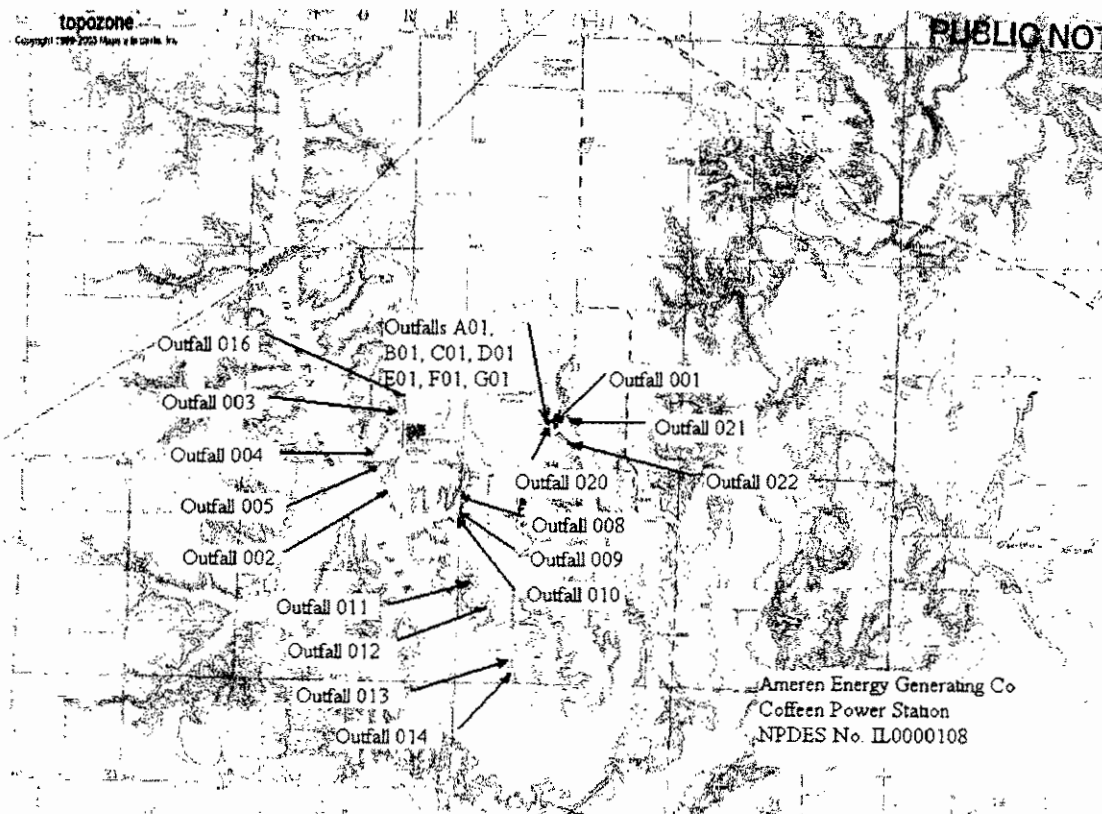 topozone
PUBLIC NOT
Outfalls A01,
B01, C01, D01
E01, F01, G01
Outfall 016
Outfall 001
Outfall 003
Outfall 021
Outfall 004
Outfall 020
Outfall 022
Outfall 005
Outfall 008
Outfall 002
Outfall 009
Outfall 010
Outfall 011
Outfall 012
Outfall 013
Outfall 014
Ameren Energy Generating Co
Coffeen Power Station
NPDES No. IL0000108